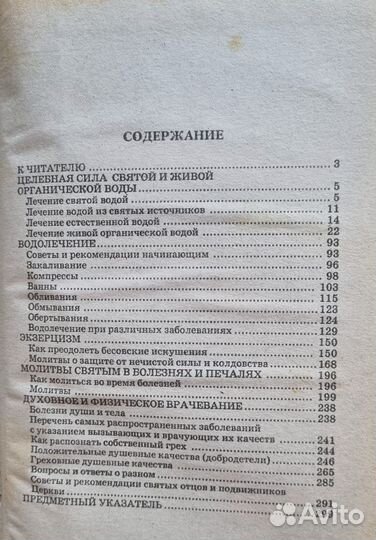 СОДЕРЖАНИЕ
К ЧИТАТЕЛЮ 3
ЦЕЛЕБНАЯ СИЛА СВЯТОЙ И ЖИВОЙ
ОРГАНИЧЕСКОЙ ВОДЫ 5
Лечение святой водой 5
Лечение водой из святых источников 11
Лечение естественной водой 14
Лечение живой органической водой 22
ВОДОЛЕЧЕНИЕ 93
Советы и рекомендации начинающим 93
Закаливание 96
Компрессы 98
Ванны 103
Обливания 115
Обмывания 123
Обертывания 124
Водолечение при различных заболеваниях 129
ЭКЗЕРЦИЗМ 150
Как преодолеть бесовские искушения 150
Молитвы о защите от нечистой силы и колдовства 168
МОЛИТВЫ СВЯТЫМ В БОЛЕЗНЯХ И ПЕЧАЛЯХ 196
Как молиться во время болезней 196
Молитвы 199
ДУХОВНОЕ И ФИЗИЧЕСКОЕ ВРАЧЕВАНИЕ 238
Болезни души и тела 238
Перечень самых распространенных заболеваний
с указанием вызывающих и врачующих их качеств 241
Как распознать собственный грех 244
Положительные душевные качества (добродетели) 246
Греховные душевные качества 265
Вопросы и ответы о разном 285
Советы и рекомендации святых отцов и подвижников
Церкви 291
ПРЕДМЕТНЫЙ УКАЗАТЕЛЬ
Avito